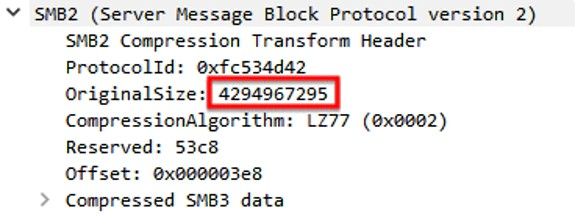 SMB2 (Server Message Block Protocol version 2)
SMB2 Compression Transform Header
ProtocolId: 0xfc534d42
OriginalSize: 4294967295
CompressionAlgorithm: LZ77 (0x0002)
Reserved: 53c8
Offset: 0x000003e8
Compressed SMB3 data